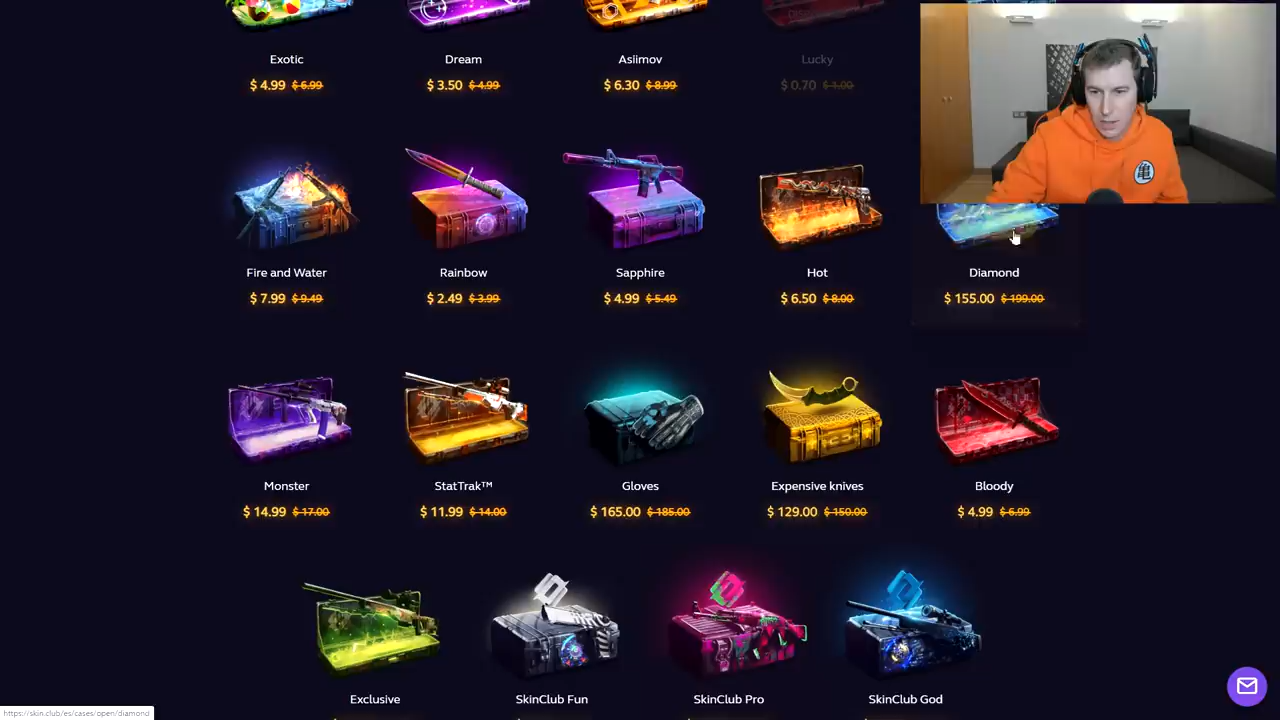 Exotic
$ 4.99 $ 6.99
Dream
$ 3.50 $ 4.99
Asiimov
$ 6.30 $ 8.99
Lucky
$ 0.70 $ 1.00
Fire and Water
$ 7.99 $ 9.49
Rainbow
$ 2.49 $ 3.99
Sapphire
$ 4.99 $ 5.49
Hot
$ 6.50 $ 8.00
Diamond
$ 155.00 $ 199.00
Monster
$ 14.99 $ 17.00
StatTrak™
$ 11.99 $ 14.00
Gloves
$ 165.00 $ 185.00
Expensive knives
$ 129.00 $ 150.00
Bloody
$ 4.99 $ 6.99
Exclusive
SkinClub Fun
SkinClub Pro
SkinClub God
https://skin.club/es/cases/open/diamond